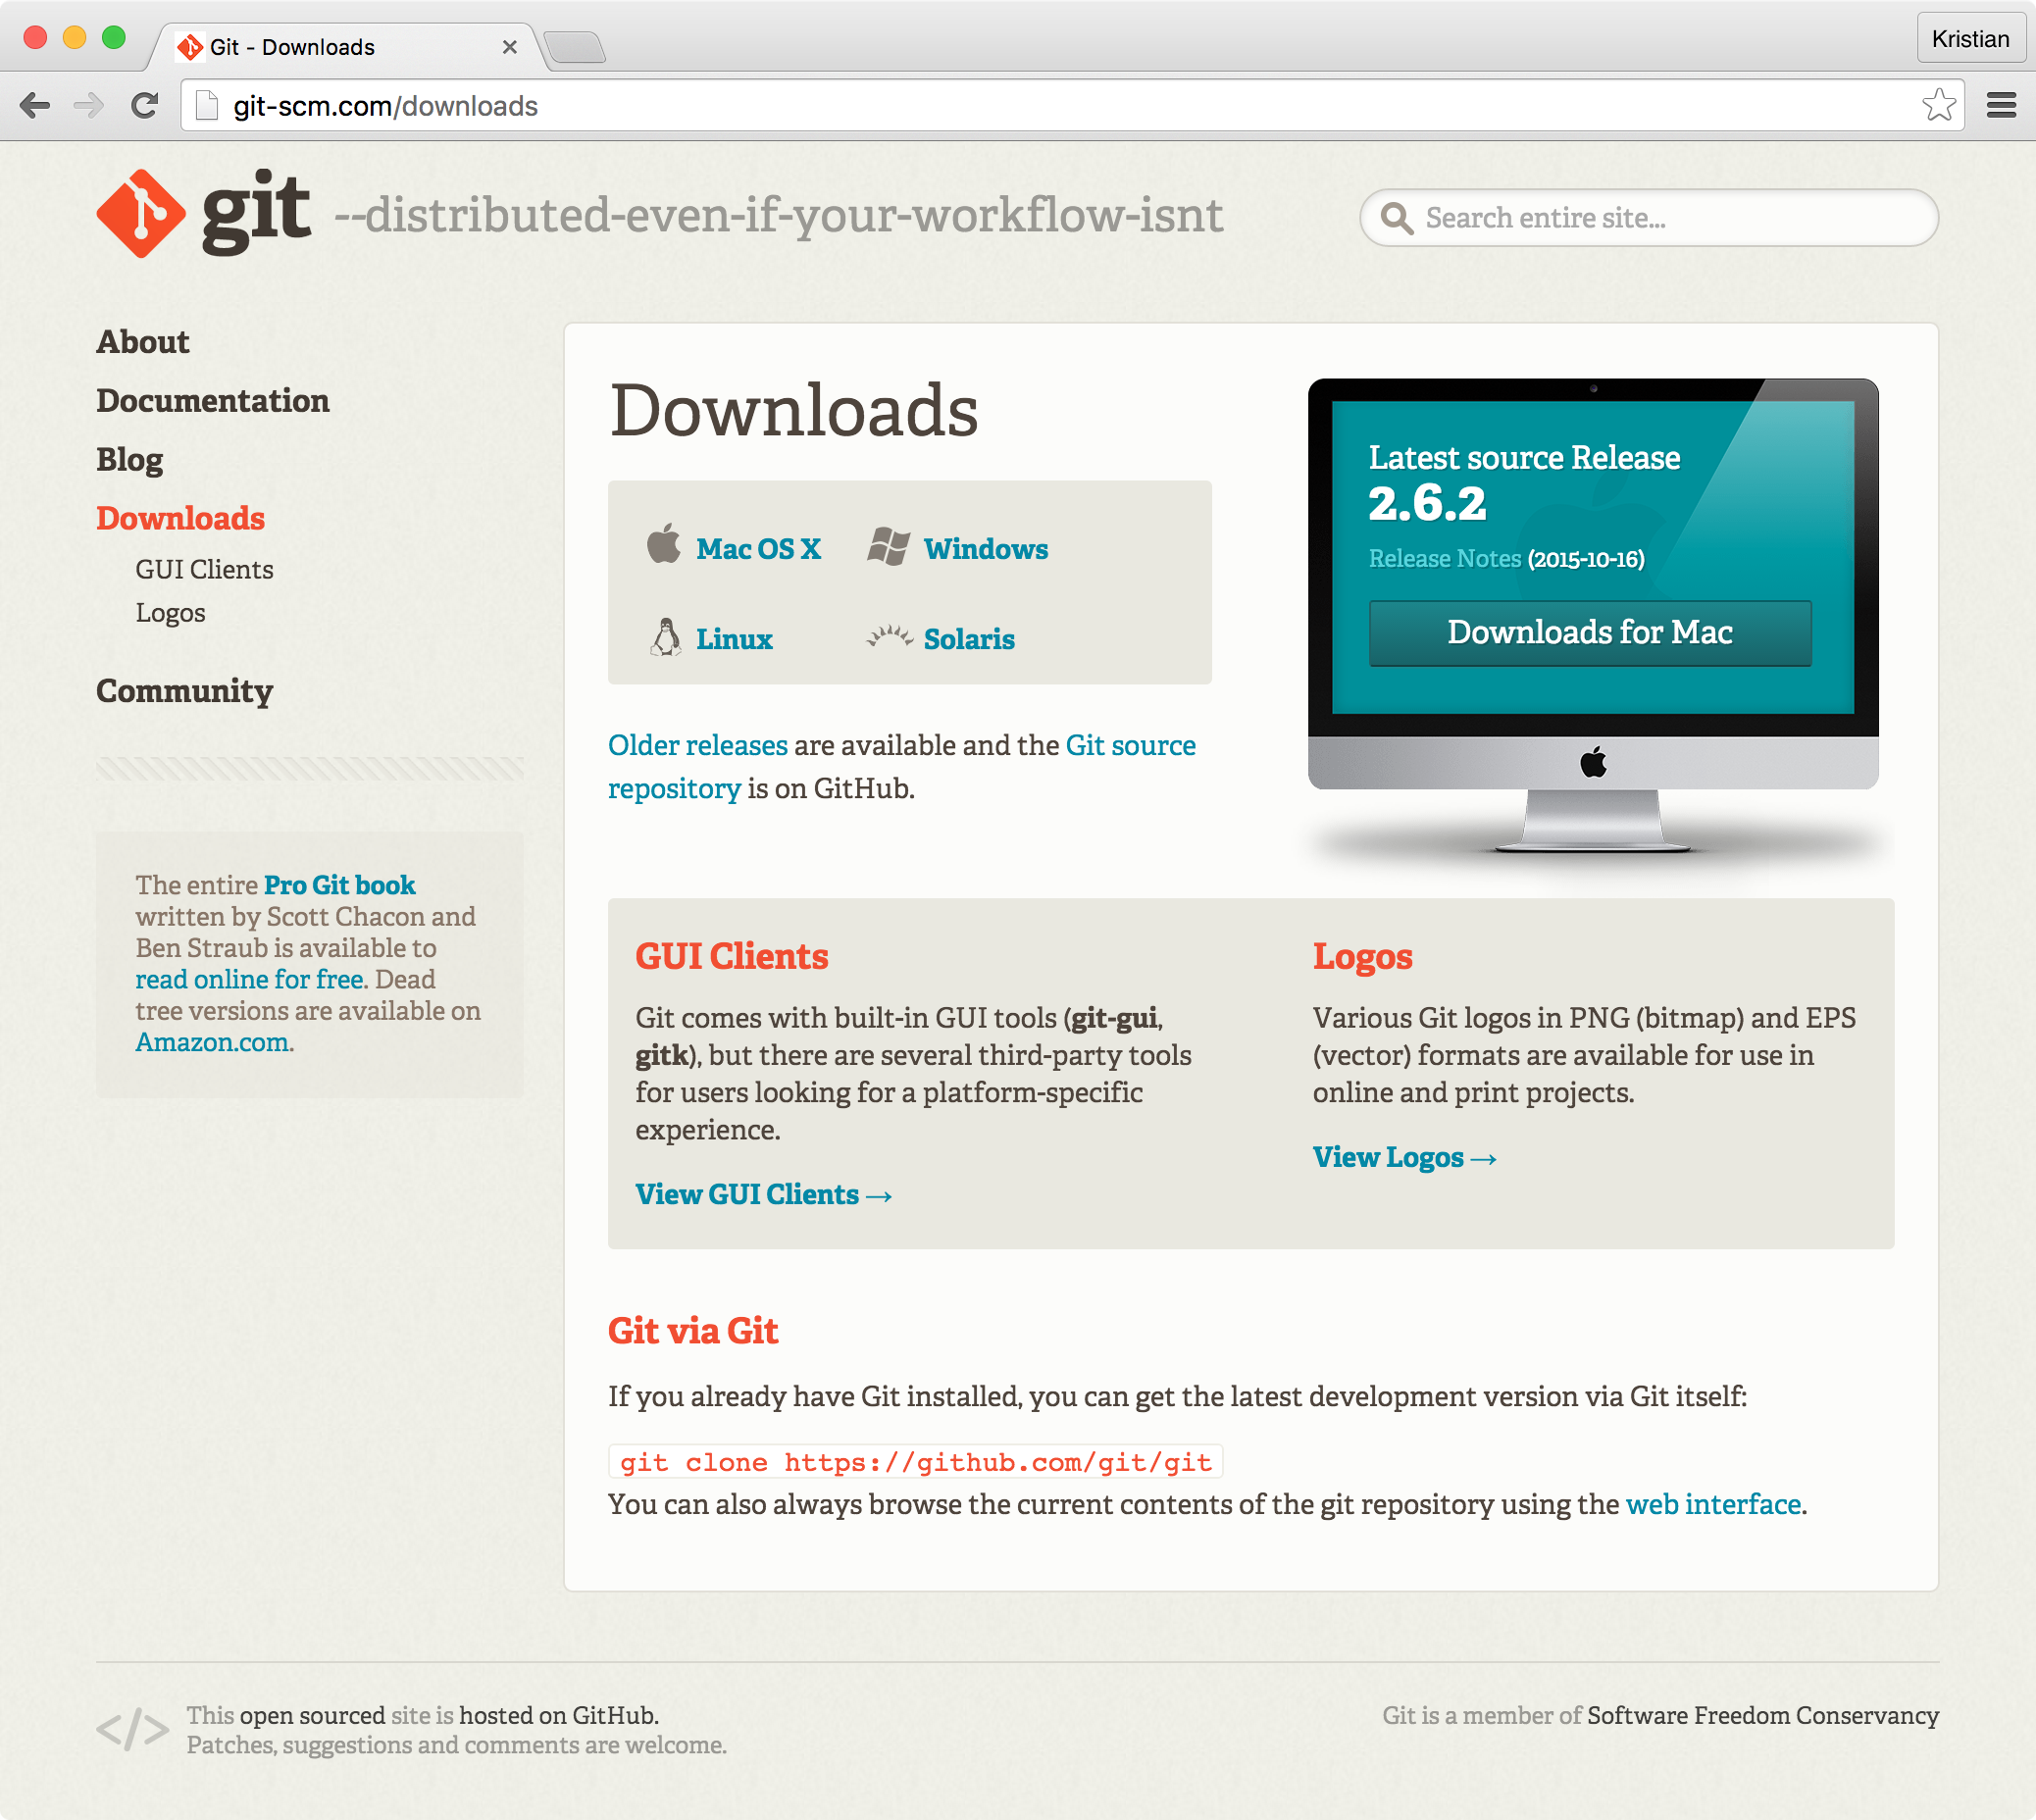 Git - Downloads
Kristian
git-scm.com/downloads
git --distributed-even-if-your-workflow-isnt
Search entire site...
About
Documentation
Blog
Downloads
GUI Clients
Logos
Community
The entire Pro Git book
written by Scott Chacon and
Ben Straub is available to
read online for free. Dead
tree versions are available on
Amazon.com.
Downloads
Mac OS X
Windows
Linux
Solaris
Older releases are available and the Git source
repository is on GitHub.
Latest source Release
2.6.2
Release Notes (2015-10-16)
Downloads for Mac
GUI Clients
Git comes with built-in GUI tools (git-gui,
gitk), but there are several third-party tools
for users looking for a platform-specific
experience.
View GUI Clients →
Logos
Various Git logos in PNG (bitmap) and EPS
(vector) formats are available for use in
online and print projects.
View Logos →
Git via Git
If you already have Git installed, you can get the latest development version via Git itself:
git clone https://github.com/git/git
You can also always browse the current contents of the git repository using the web interface.
</> This open sourced site is hosted on GitHub.
Patches, suggestions and comments are welcome.
Git is a member of Software Freedom Conservancy